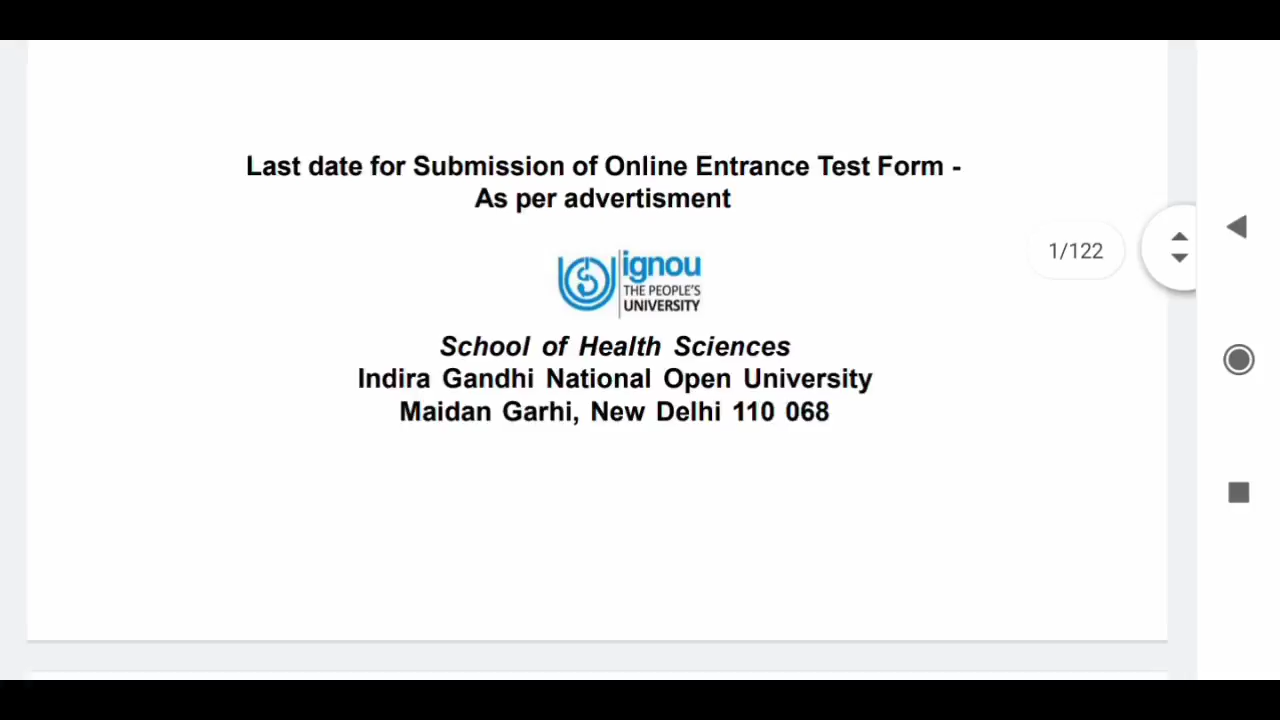 Last date for Submission of Online Entrance Test Form -
As per advertisment
1/122
ignou
THE PEOPLE'S
UNIVERSITY
School of Health Sciences
Indira Gandhi National Open University
Maidan Garhi, New Delhi 110 068